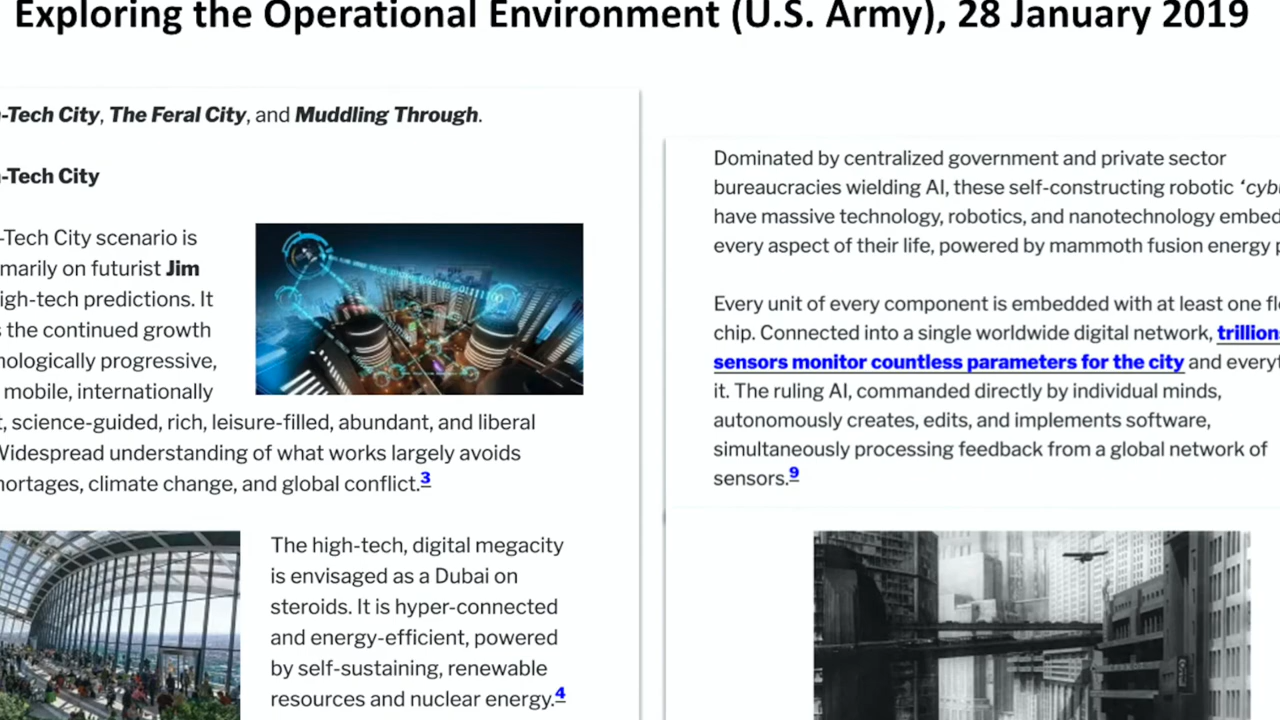 Exploring the Operational Environment (U.S. Army), 28 January 2019
-Tech City, The Feral City, and Muddling Through.
-Tech City
-Tech City scenario is
marily on futurist Jim
igh-tech predictions. It
s the continued growth
nologically progressive,
mobile, internationally
t, science-guided, rich, leisure-filled, abundant, and liberal
Widespread understanding of what works largely avoids
hortages, climate change, and global conflict.3
The high-tech, digital megacity
is envisaged as a Dubai on
steroids. It is hyper-connected
and energy-efficient, powered
by self-sustaining, renewable
resources and nuclear energy.4
Dominated by centralized government and private sector
bureaucracies wielding AI, these self-constructing robotic ‘cyb
have massive technology, robotics, and nanotechnology embed
every aspect of their life, powered by mammoth fusion energy p
Every unit of every component is embedded with at least one fl
chip. Connected into a single worldwide digital network, trillion
sensors monitor countless parameters for the city and everyt
it. The ruling AI, commanded directly by individual minds,
autonomously creates, edits, and implements software,
simultaneously processing feedback from a global network of
sensors.9